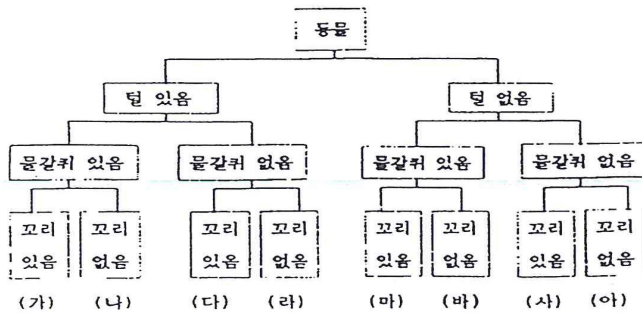 동물
털 있음 털 없음
물갈퀴 있음 물갈퀴 없음 물갈퀴 있음 물갈퀴 없음
꼬리 꼬리 꼬리 꼬리 꼬리 꼬리 꼬리 꼬리
있음 없음 있음 없음 있음 없음 있음 없음
(가) (나) (다) (라) (마) (바) (사) (아)